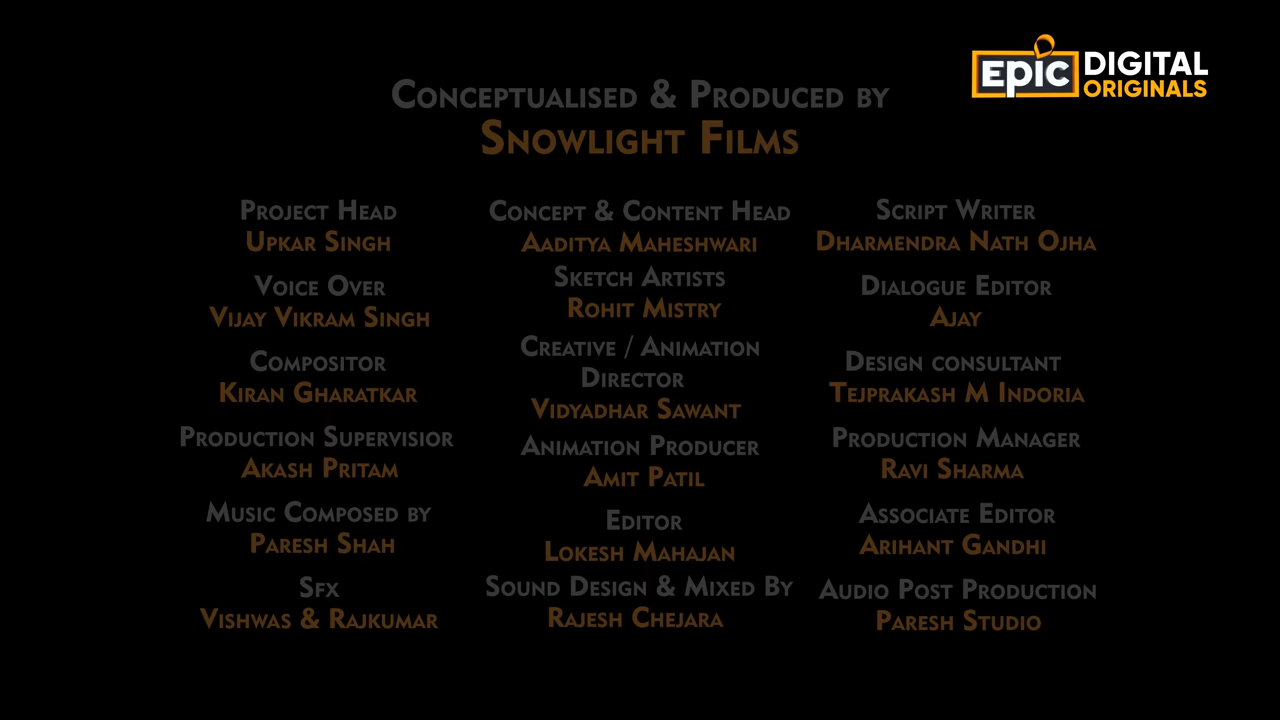 EPIC DIGITAL
ORIGINALS
Conceptualised & Produced by
Snowlight Films
Project Head
Upkar Singh
Voice Over
Vijay Vikram Singh
Compositor
Kiran Gharatkar
Production Supervisior
Akash Pritam
Music Composed by
Paresh Shah
Sfx
Vishwas & Rajkumar
Concept & Content Head
Aaditya Maheshwari
Sketch Artists
Rohit Mistry
Creative / Animation
Director
Vidyadhar Sawant
Animation Producer
Amit Patil
Editor
Lokesh Mahajan
Sound Design & Mixed By
Rajesh Chejara
Script Writer
Dharmendra Nath Ojha
Dialogue Editor
Ajay
Design consultant
Tejprakash M Indoria
Production Manager
Ravi Sharma
Associate Editor
Arihant Gandhi
Audio Post Production
Paresh Studio